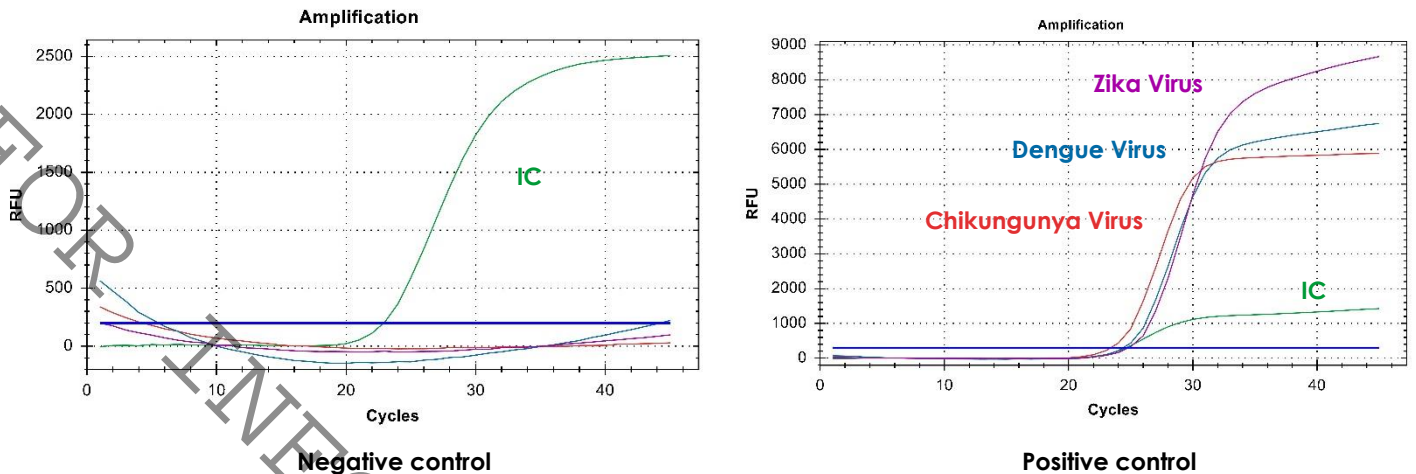 Amplification
2500
2000
1500
1000
500
0
RFU
IC
0 10 20 30 40
Cycles
Negative control
Amplification
9000
8000
7000
6000
5000
4000
3000
2000
1000
0
RFU
Zika Virus
Dengue Virus
Chikungunya Virus
IC
0 10 20 30 40
Cycles
Positive control
FOR INFO